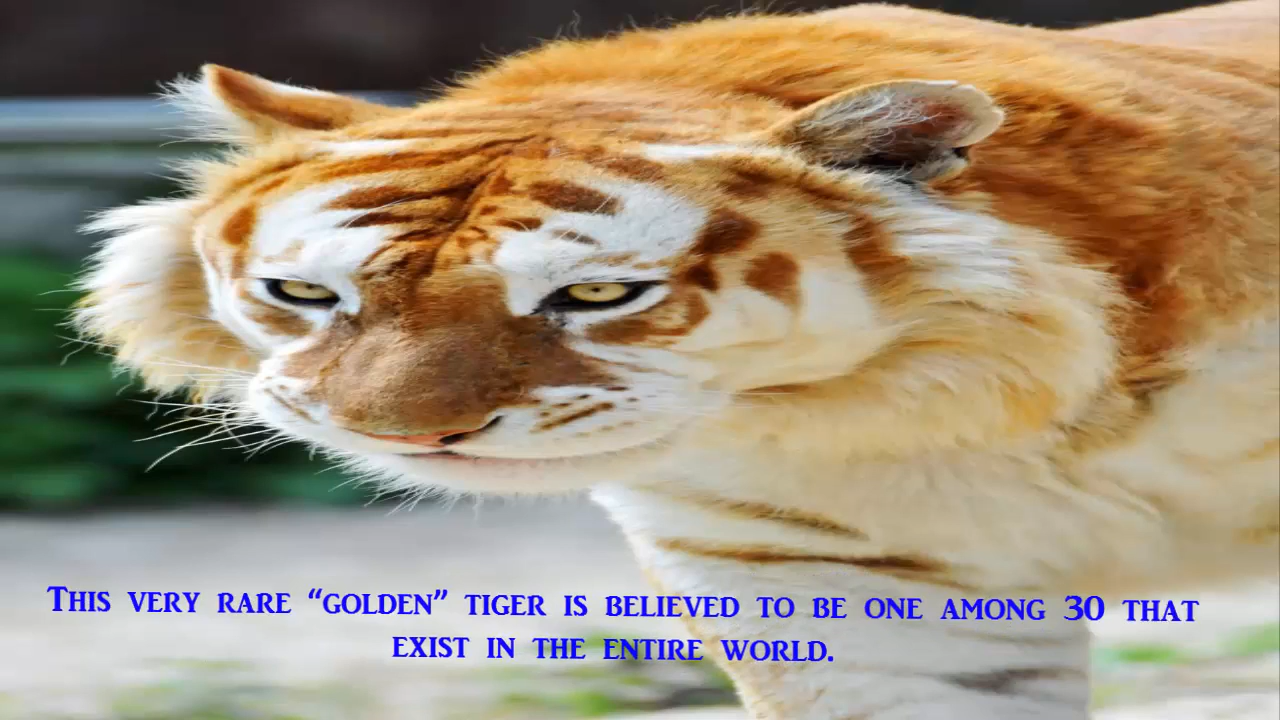 This very rare “golden” tiger is believed to be one among 30 that
exist in the entire world.